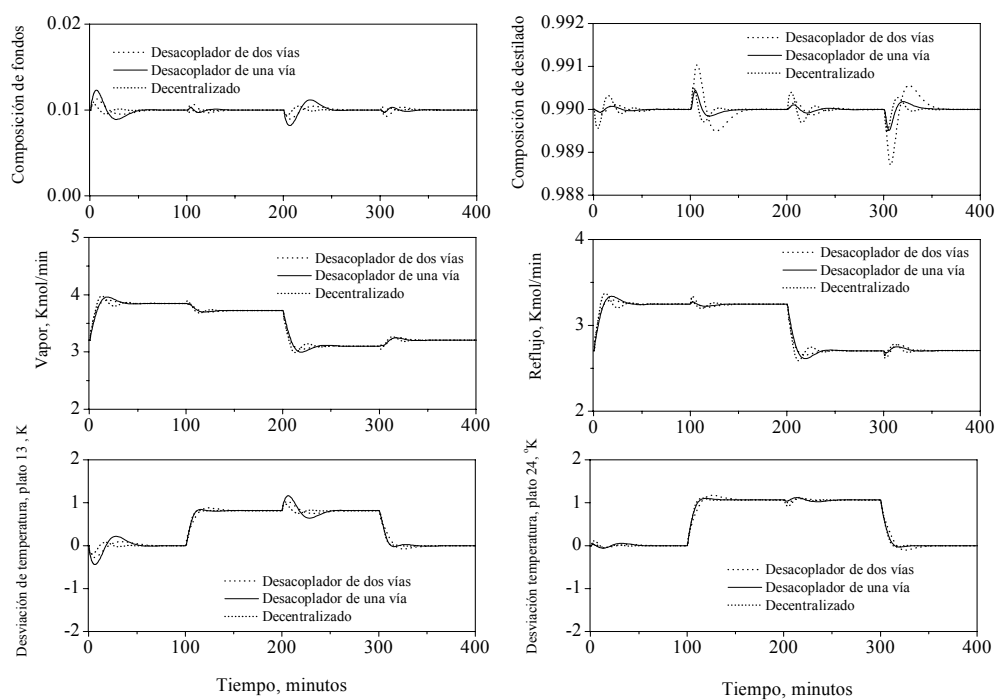 0.02
0.01
0.00
Composición de fondos
Desacoplador de dos vías
Desacoplador de una vía
Decentralizado
0 100 200 300 400
0.992
0.991
0.990
0.989
0.988
Composición de destilado
Desacoplador de dos vías
Desacoplador de una vía
Decentralizado
0 100 200 300 400
5
4
3
2
Vapor, Kmol/min
Desacoplador de dos vías
Desacoplador de una vía
Decentralizado
0 100 200 300 400
4
3
2
Reflujo, Kmol/min
Desacoplador de dos vías
Desacoplador de una vía
Decentralizado
0 100 200 300 400
2
1
0
-1
-2
Desviación de temperatura, plato 13 , K
Desacoplador de dos vías
Desacoplador de una vía
Decentralizado
0 100 200 300 400
Tiempo, minutos
2
1
0
-1
-2
Desviación temperatura, plato 24, °K
Desacoplador de dos vías
Desacoplador de una vía
Decentralizado
0 100 200 300 400
Tiempo, minutos